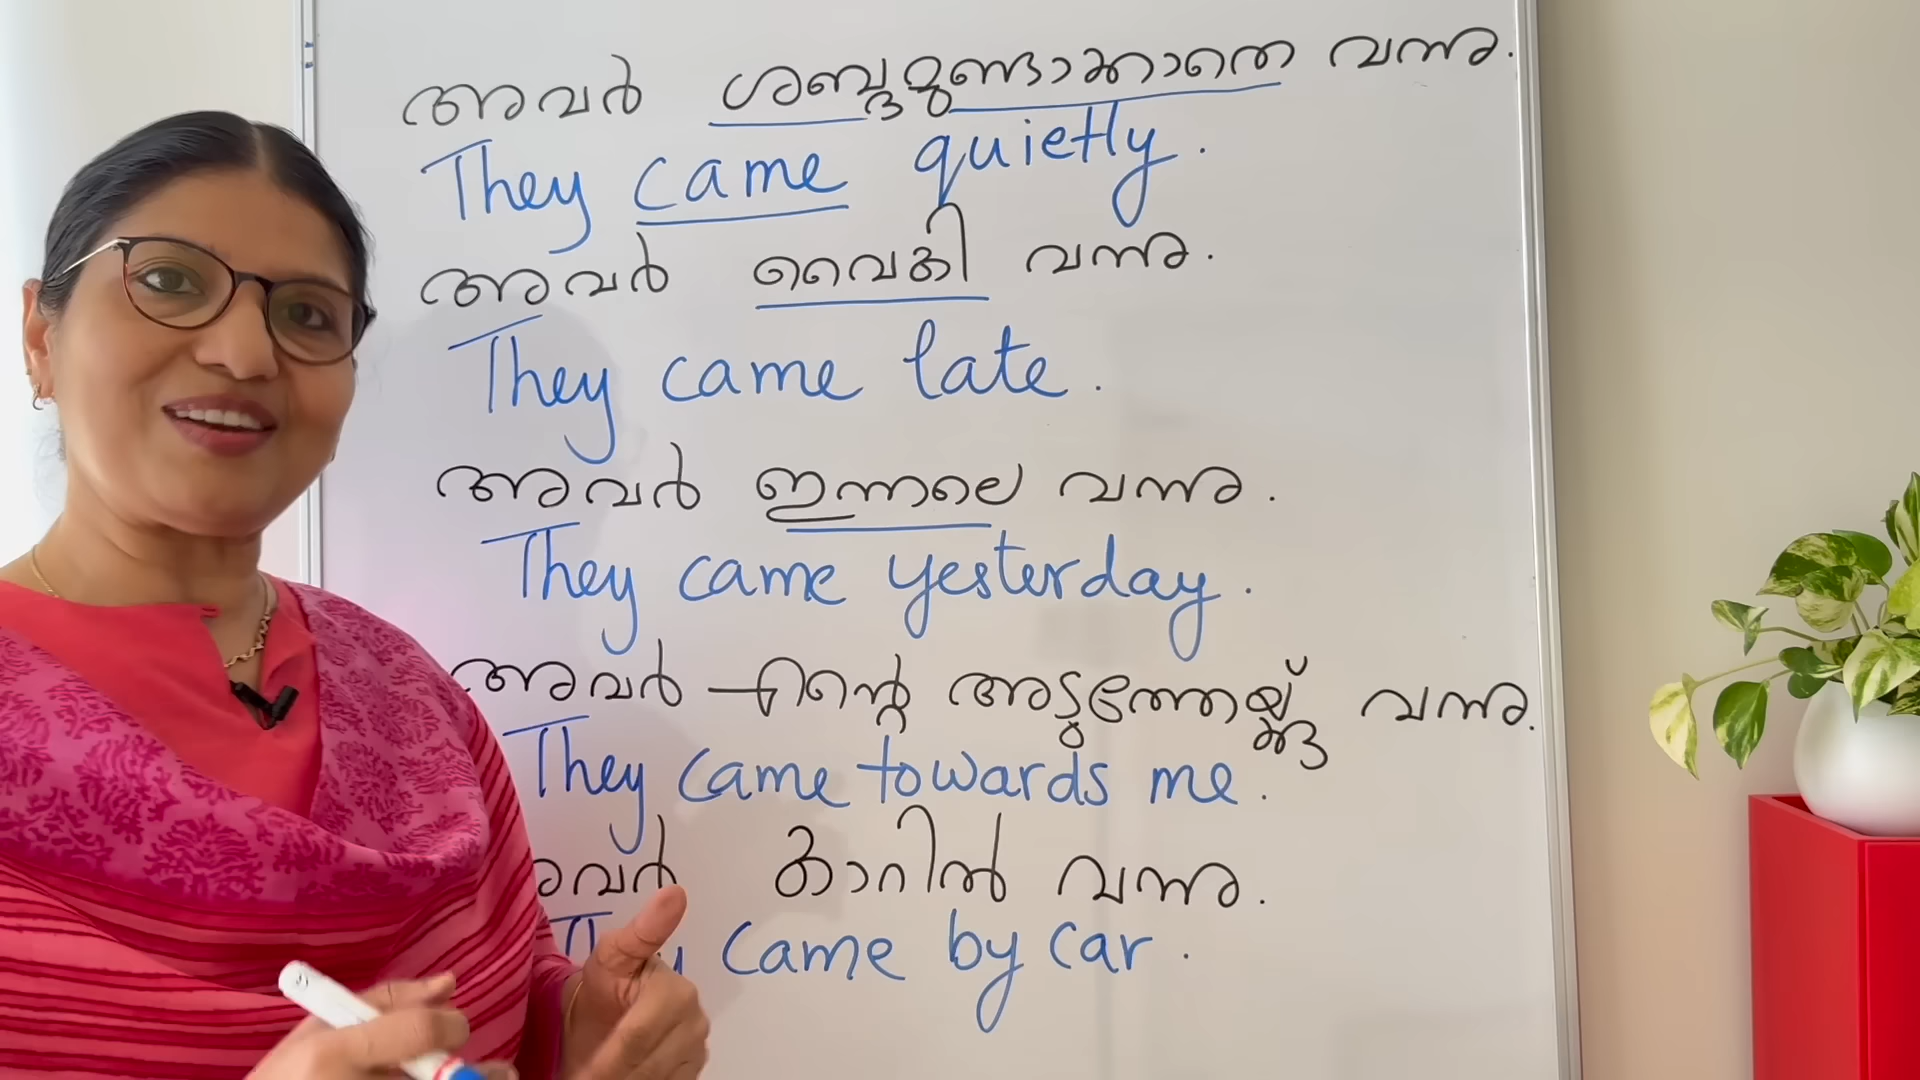 അവർ ശബ്ദമുണ്ടാക്കാതെ വന്നു.
They came quietly.
അവർ വൈകി വന്നു.
They came late.
അവർ ഇന്നലെ വന്നു.
They came yesterday.
അവർ എന്റെ അടുത്തേയ്ക്കു് വന്നു.
They came towards me.
കാറിൽ വന്നു.
came by car.